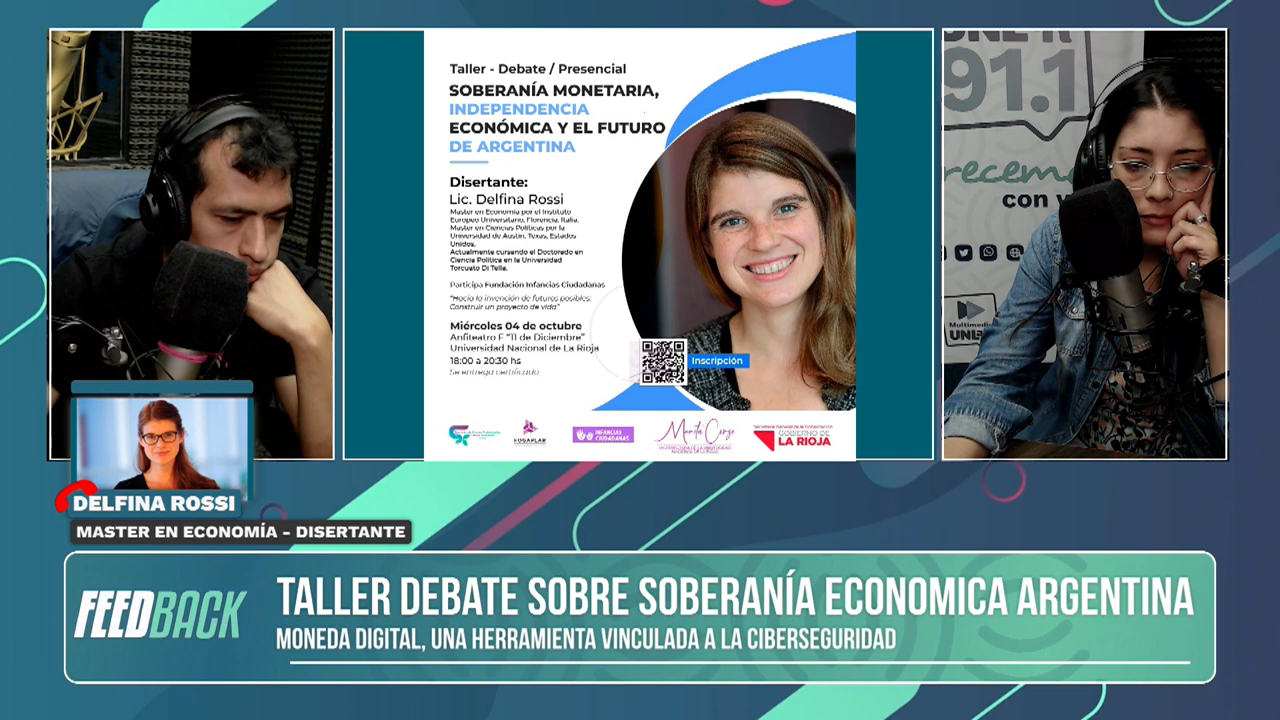 Taller - Debate / Presencial
SOBERANÍA MONETARIA,
INDEPENDENCIA
ECONÓMICA Y EL FUTURO
DE ARGENTINA
Disertante:
Lic. Delfina Rossi
Master en Economía por el Instituto
Europeo Universitario, Florencia, Italia.
Master en Ciencias Políticas por la
Universidad de Austin, Texas, Estados
Unidos.
Actualmente cursando el Doctorado en
Ciencia Política en la Universidad
Torcuato Di Tella.
Participa Fundación Infancias Ciudadanas
"Hacia la invención de futuros posibles.
Construir un proyecto de vida"
Miércoles 04 de octubre
Anfiteatro F "11 de Diciembre"
Universidad Nacional de La Rioja
18:00 a 20:30 hs
Se entrega certificado
Inscripción
INFANCIAS
CIUDADANAS
GOBIERNO DE
LA RIOJA
91.1
con
Multimedi
UNL
DELFINA ROSSI
MASTER EN ECONOMÍA - DISERTANTE
FEEDBACK
TALLER DEBATE SOBRE SOBERANÍA ECONOMICA ARGENTINA
MONEDA DIGITAL, UNA HERRAMIENTA VINCULADA A LA CIBERSEGURIDAD